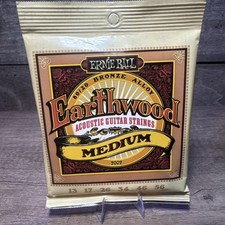 ERNIE BALL
80/20 BRONZE ALLOY
Earthwood
ACOUSTIC GUITAR STRINGS
MEDIUM
2002
13 17 26 34 46 56